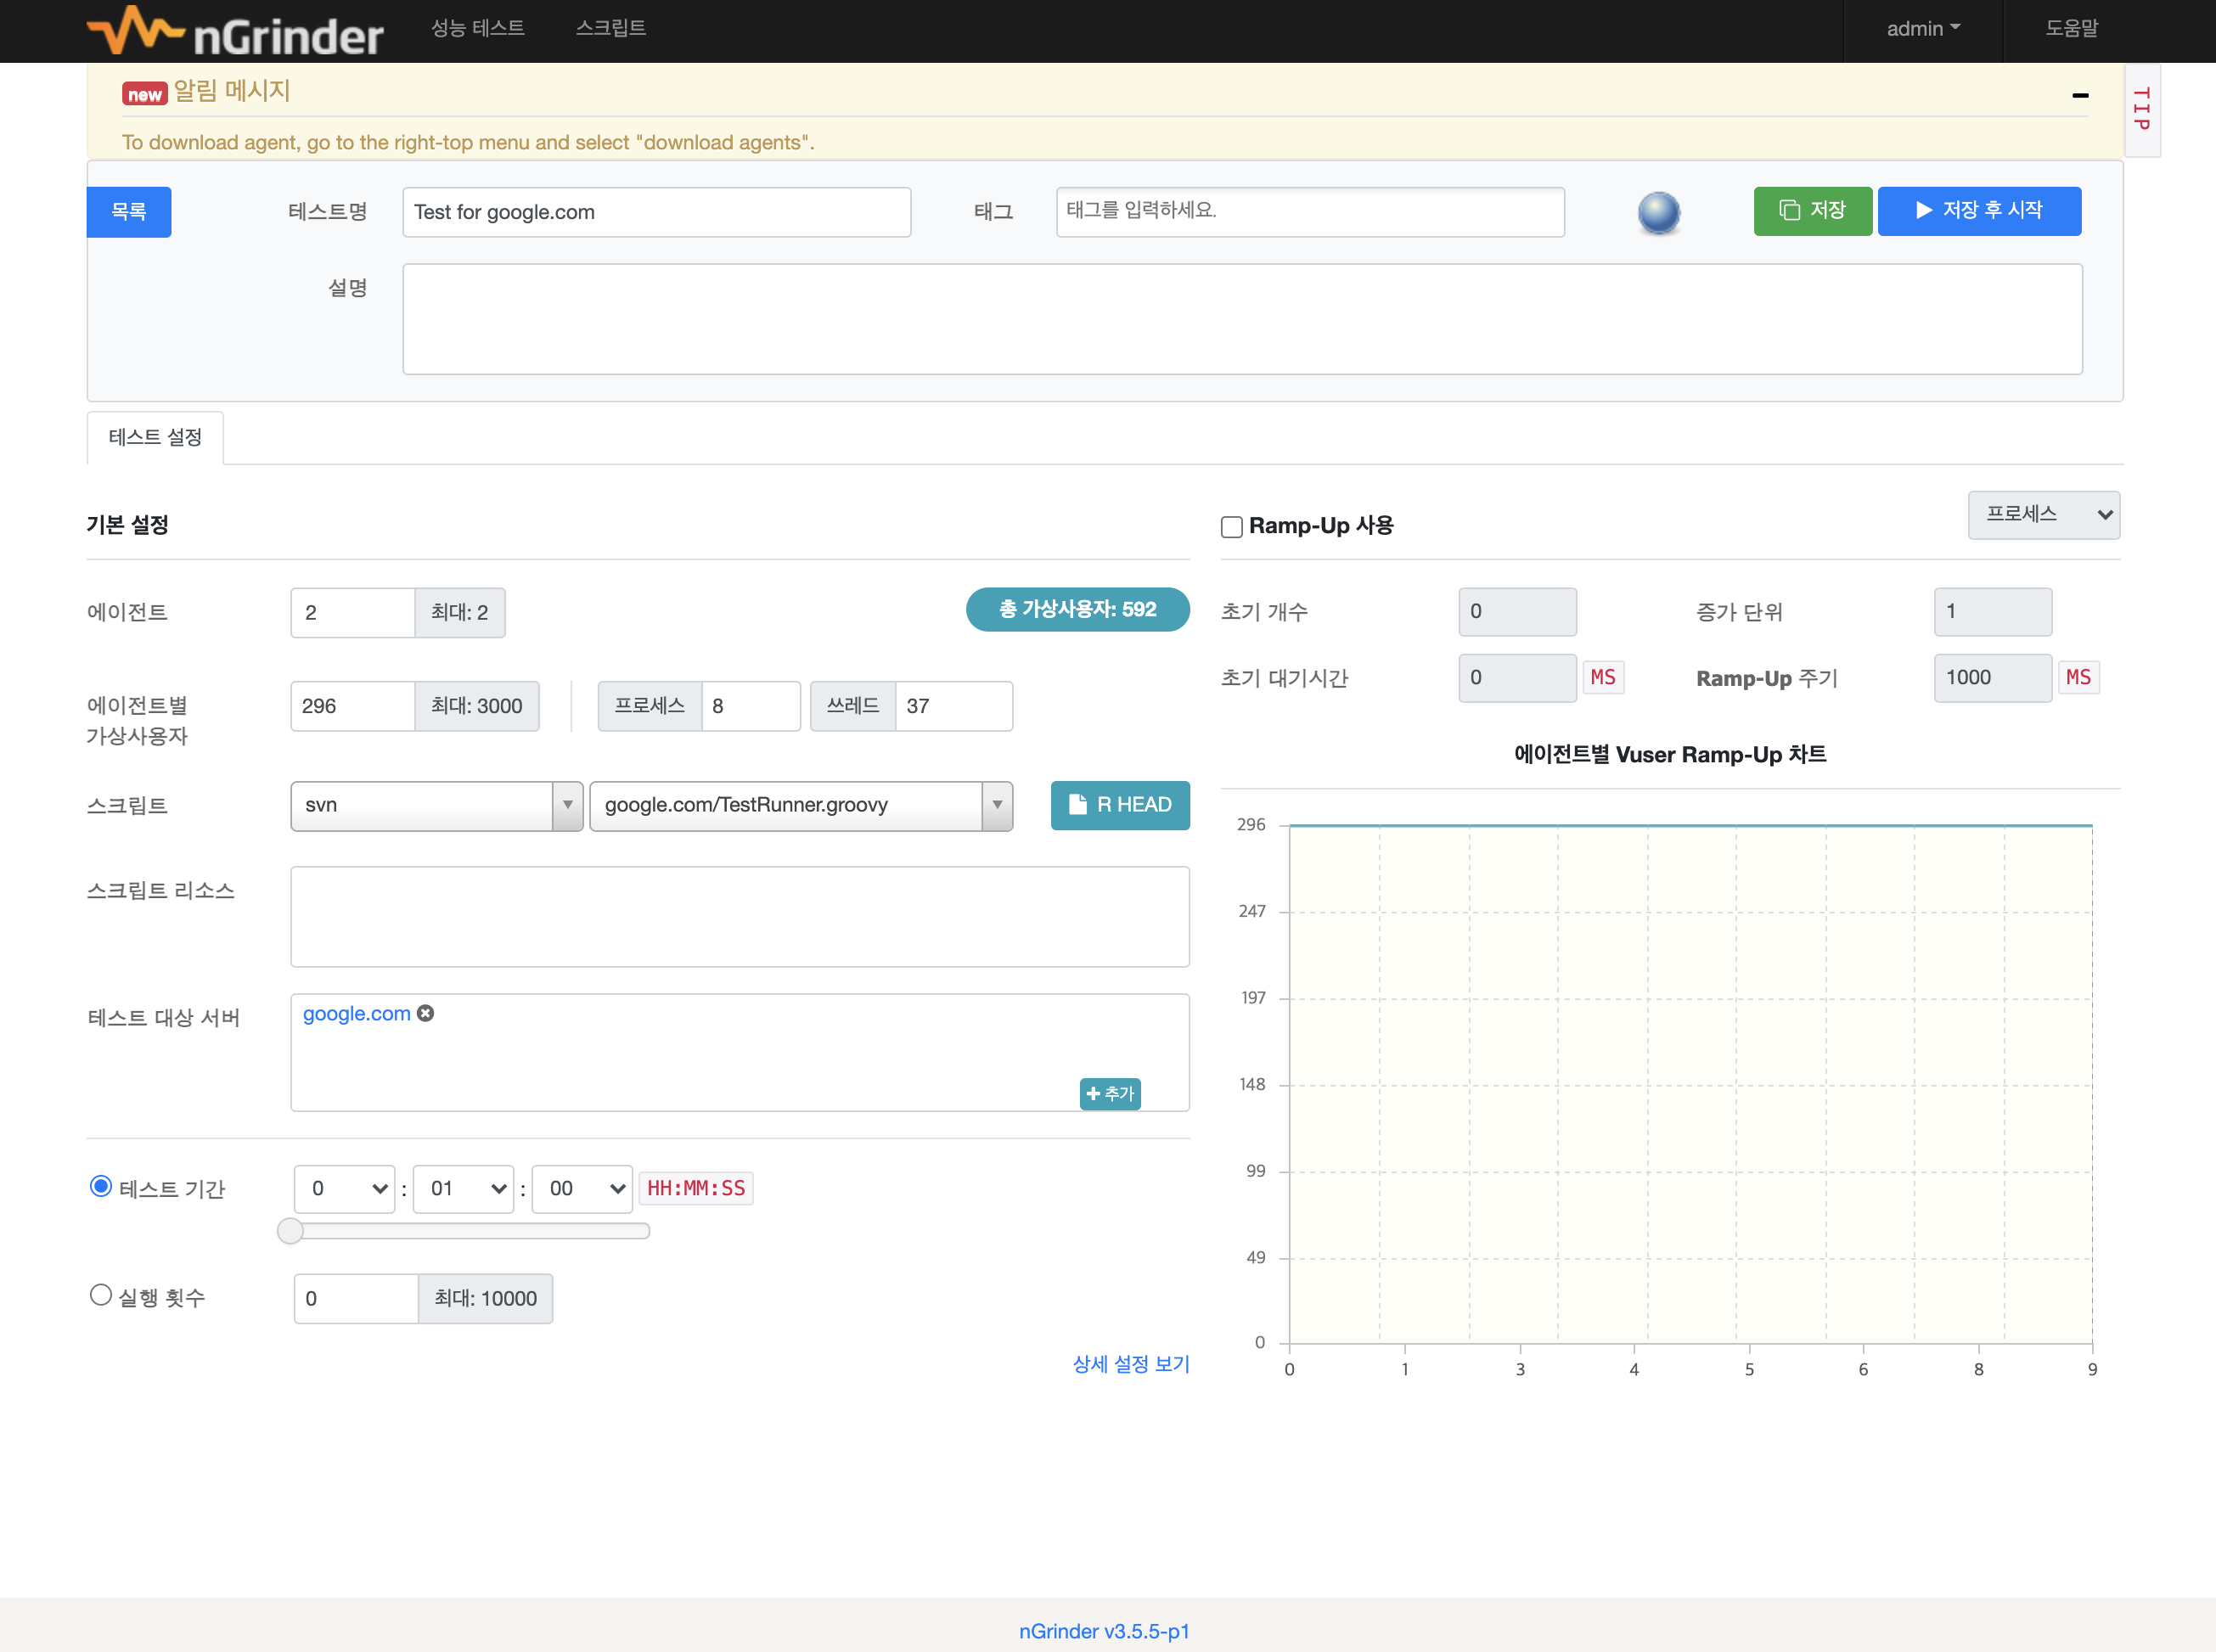 nGrinder 성능 테스트 스크립트 admin 도움말
new 알림 메시지
TIP
To download agent, go to the right-top menu and select "download agents".
목록 테스트명 Test for google.com 태그 태그를 입력하세요. 저장 저장 후 시작
설명
테스트 설정
기본 설정
에이전트 2 최대: 2 총 가상사용자: 592
에이전트별
가상사용자 296 최대: 3000 프로세스 8 쓰레드 37
스크립트 svn google.com/TestRunner.groovy R HEAD
스크립트 리소스
테스트 대상 서버 google.com
추가
테스트 기간 0 : 01 : 00 HH:MM:SS
실행 횟수 0 최대: 10000
상세 설정 보기
Ramp-Up 사용 프로세스
초기 개수 0 증가 단위 1
초기 대기시간 0 MS Ramp-Up 주기 1000 MS
에이전트별 Vuser Ramp-Up 차트
296
247
197
148
99
49
0
0 1 3 4 5 6 8 9
nGrinder v3.5.5-p1